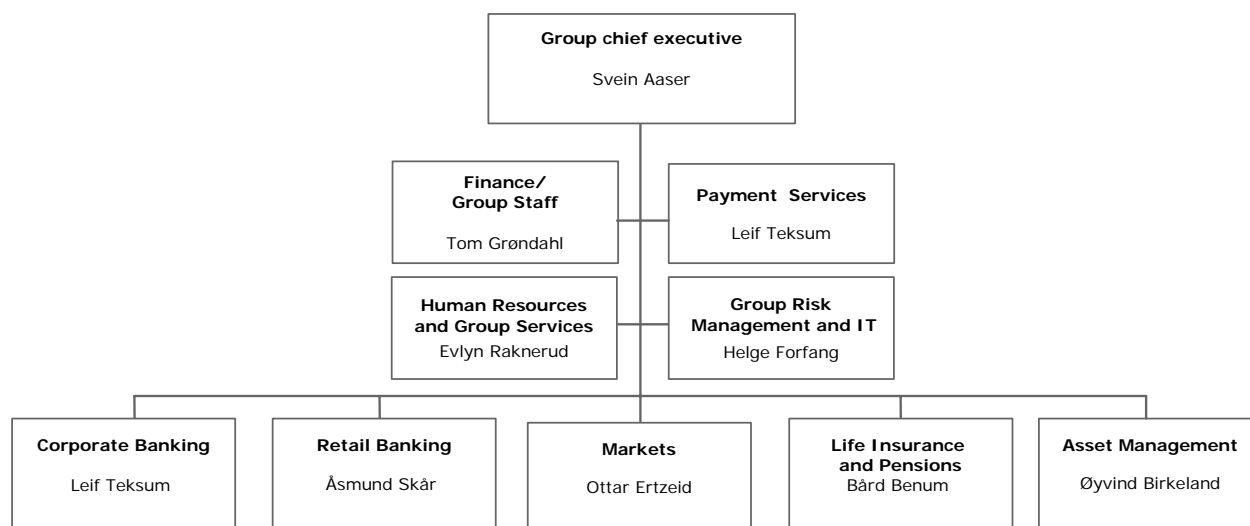 Group chief executive
Svein Aaser
Finance/
Group Staff
Tom Grøndahl
Payment Services
Leif Teksum
Human Resources
and Group Services
Evlyn Raknerud
Group Risk
Management and IT
Helge Forfang
Corporate Banking
Leif Teksum
Retail Banking
Åsmund Skår
Markets
Ottar Ertzeid
Life Insurance
and Pensions
Bård Benum
Asset Management
Øyvind Birkeland